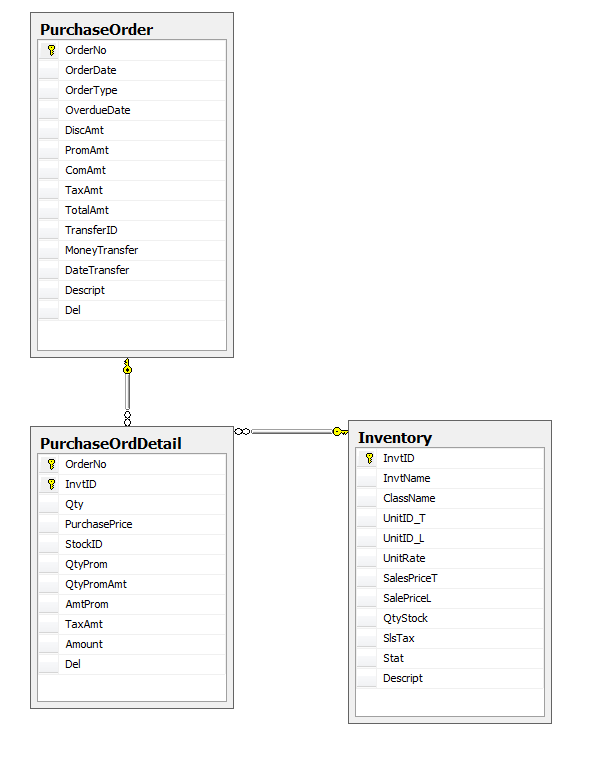 PurchaseOrder
OrderNo
OrderDate
OrderType
OverdueDate
DiscAmt
PromAmt
ComAmt
TaxAmt
TotalAmt
TransferID
MoneyTransfer
DateTransfer
Descript
Del
PurchaseOrdDetail
OrderNo
InvtID
Qty
PurchasePrice
StockID
QtyProm
QtyPromAmt
AmtProm
TaxAmt
Amount
Del
Inventory
InvtID
InvtName
ClassName
UnitID_T
UnitID_L
UnitRate
SalesPriceT
SalePriceL
QtyStock
SlsTax
Stat
Descript